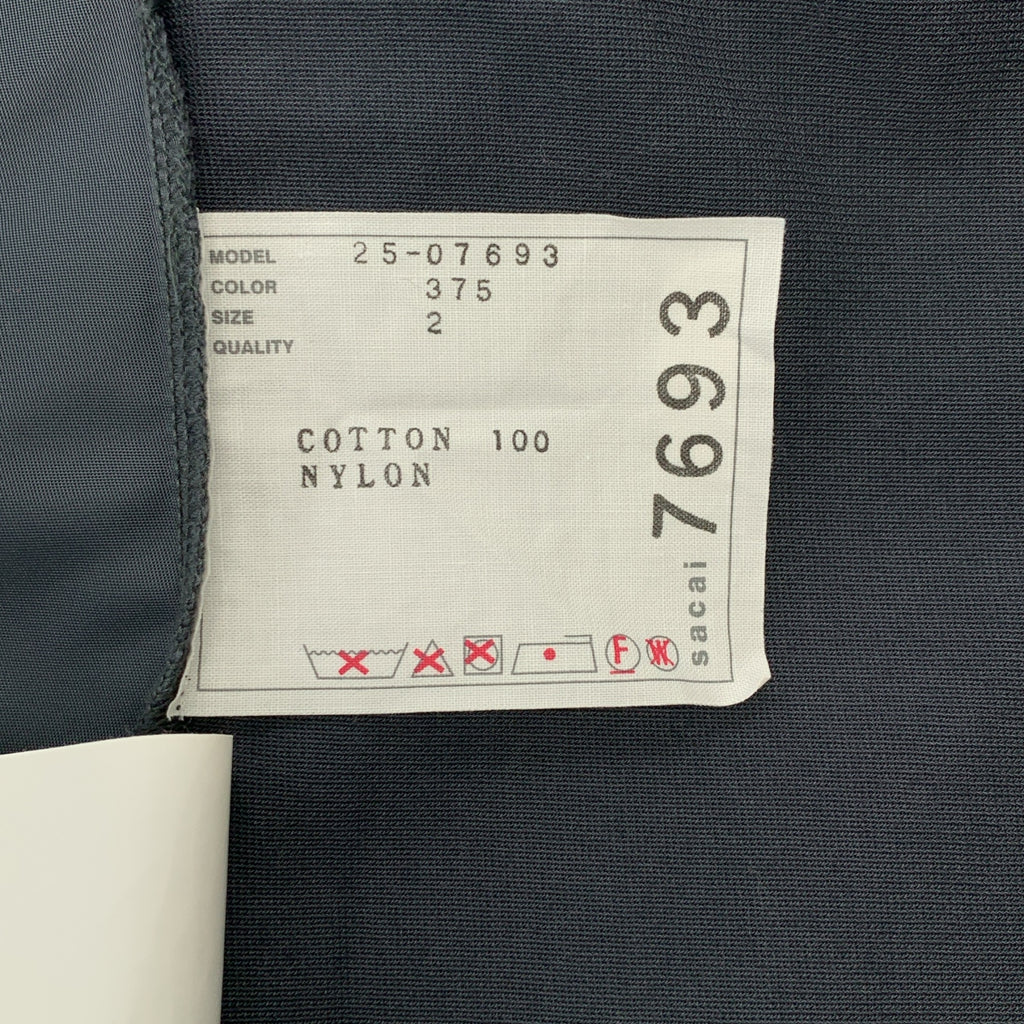 MODEL 25-07693
COLOR 375
SIZE 2
QUALITY
COTTON 100
NYLON
F
W
sacai 7693